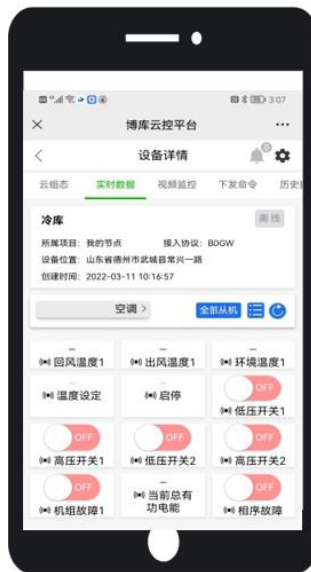 3:07
博库云控平台
设备详情
0
云组态 实时数据 视频监控 下发命令 历史
冷库 离线
所属项目: 我的节点 接入协议: BDGW
设备位置: 山东省德州市武城县常兴一路
创建时间: 2022-03-11 10:16:57
空调 > 全部从机
-- -- --
回风温度1 出风温度1 环境温度1
-- -- OFF
温度设定 启停 低压开关1
OFF OFF OFF
高压开关1 低压开关2 高压开关2
OFF -- OFF
机组故障1 当前总有功电能 相序故障